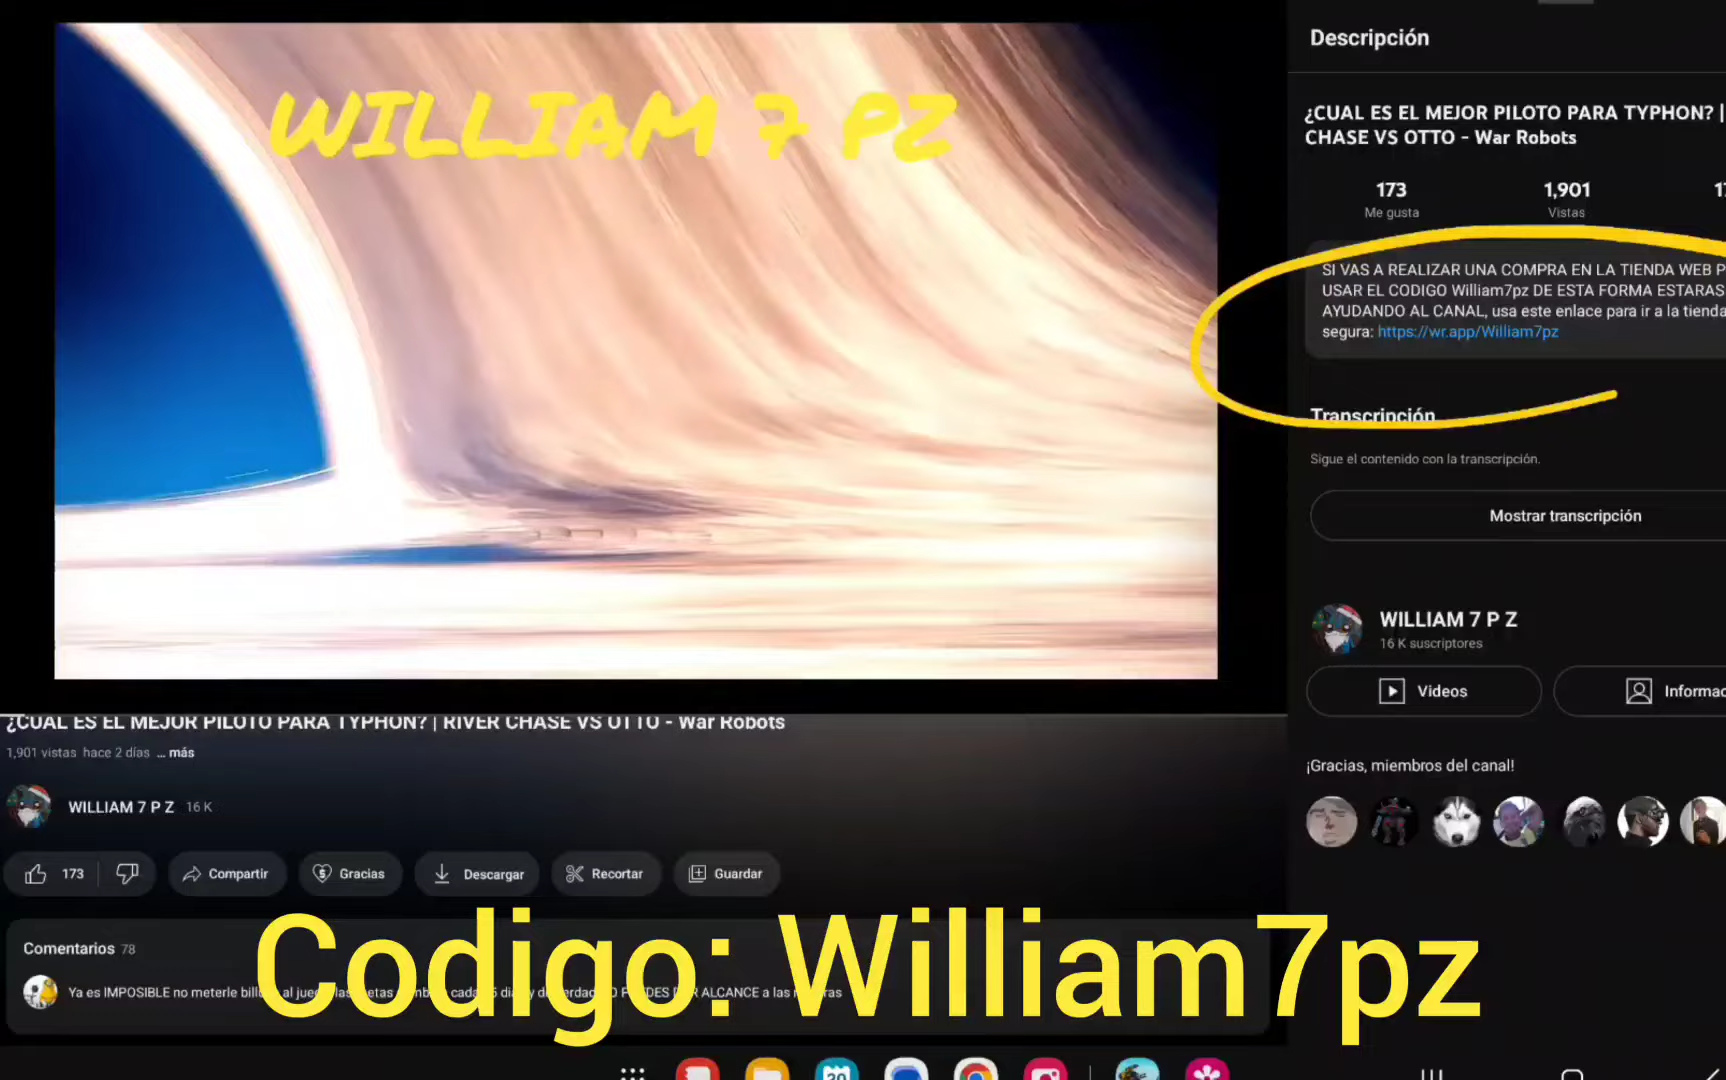 WILLIAM 7 PZ
Descripción
¿CUAL ES EL MEJOR PILOTO PARA TYPHON? |
CHASE VS OTTO - War Robots
173
1,901
Me gusta
Vistas
SI VAS A REALIZAR UNA COMPRA EN LA TIENDA WEB P
USAR EL CODIGO William7pz DE ESTA FORMA ESTARAS
AYUDANDO AL CANAL, usa este enlace para ir a la tienda
segura: https://wr.app/William7pz
Transcripción
Sigue el contenido con la transcripción.
Mostrar transcripción
WILLIAM 7 P Z
16 K suscriptores
Videos
Informac
¡Gracias, miembros del canal!
¿CUAL ES EL MEJOR PILOTO PARA TYPHON? | RIVER CHASE VS OTTO - War Robots
1,901 vistas hace 2 días ... más
WILLIAM 7 P Z 16 K
173
Compartir
Gracias
Descargar
Recortar
Guardar
Comentarios 78
Ya es IMPOSIBLE no meterle al ALCANCE a las
Codigo: William7pz
20